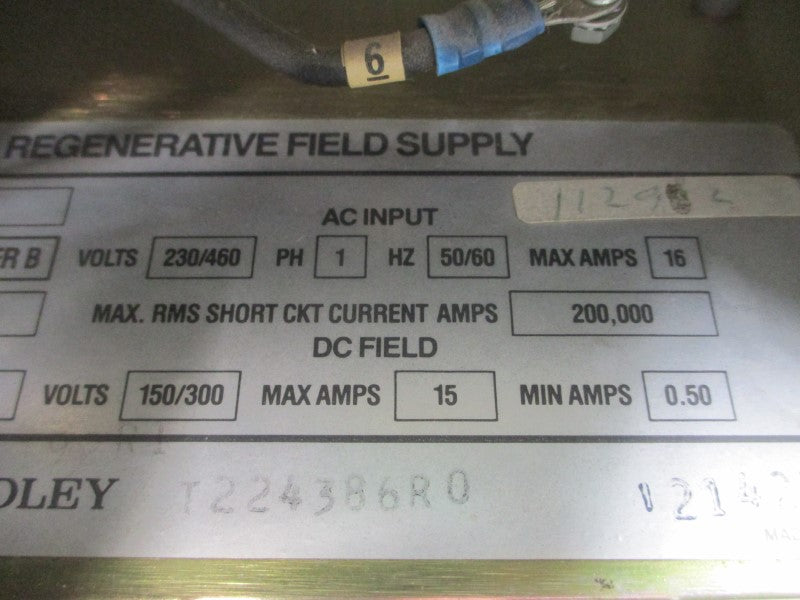 6
REGENERATIVE FIELD SUPPLY
AC INPUT
ER B VOLTS 230/460 PH 1 HZ 50/60 MAX AMPS 16
MAX. RMS SHORT CKT CURRENT AMPS 200,000
DC FIELD
VOLTS 150/300 MAX AMPS 15 MIN AMPS 0.50
DLEY T224386R0